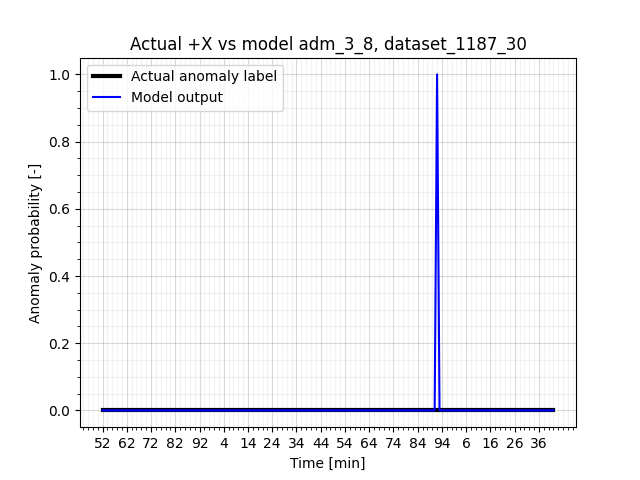 Actual +X vs model adm_3_8, dataset_1187_30
Actual anomaly label
Model output
Anomaly probability [-]
1.0
0.8
0.6
0.4
0.2
0.0
52 62 72 82 92 4 14 24 34 44 54 64 74 84 94 6 16 26 36
Time [min]